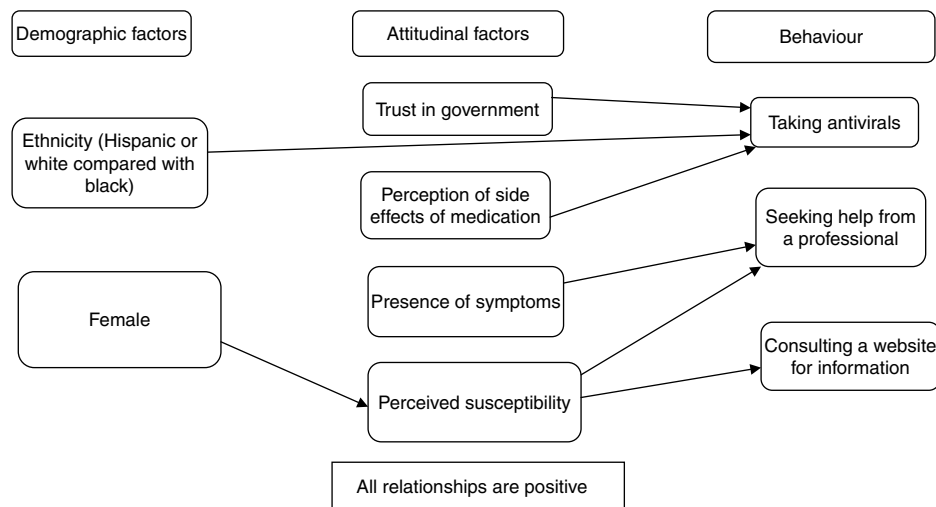 Demographic factors
Attitudinal factors
Behaviour
Trust in government
Taking antivirals
Ethnicity (Hispanic or
white compared with
black)
Perception of side
effects of medication
Seeking help from
a professional
Presence of symptoms
Female
Consulting a website
for information
Perceived susceptibility
All relationships are positive